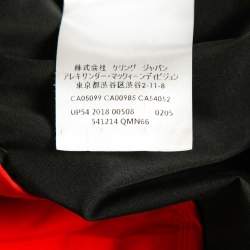 株式会社 ケリング ジャパン
アレキサンダー・マックイーンディビジョン
東京都渋谷区渋谷2-11-8
CA05099 CA00985 CA54052
UP54 2018 00508 0205
541214 QMN66